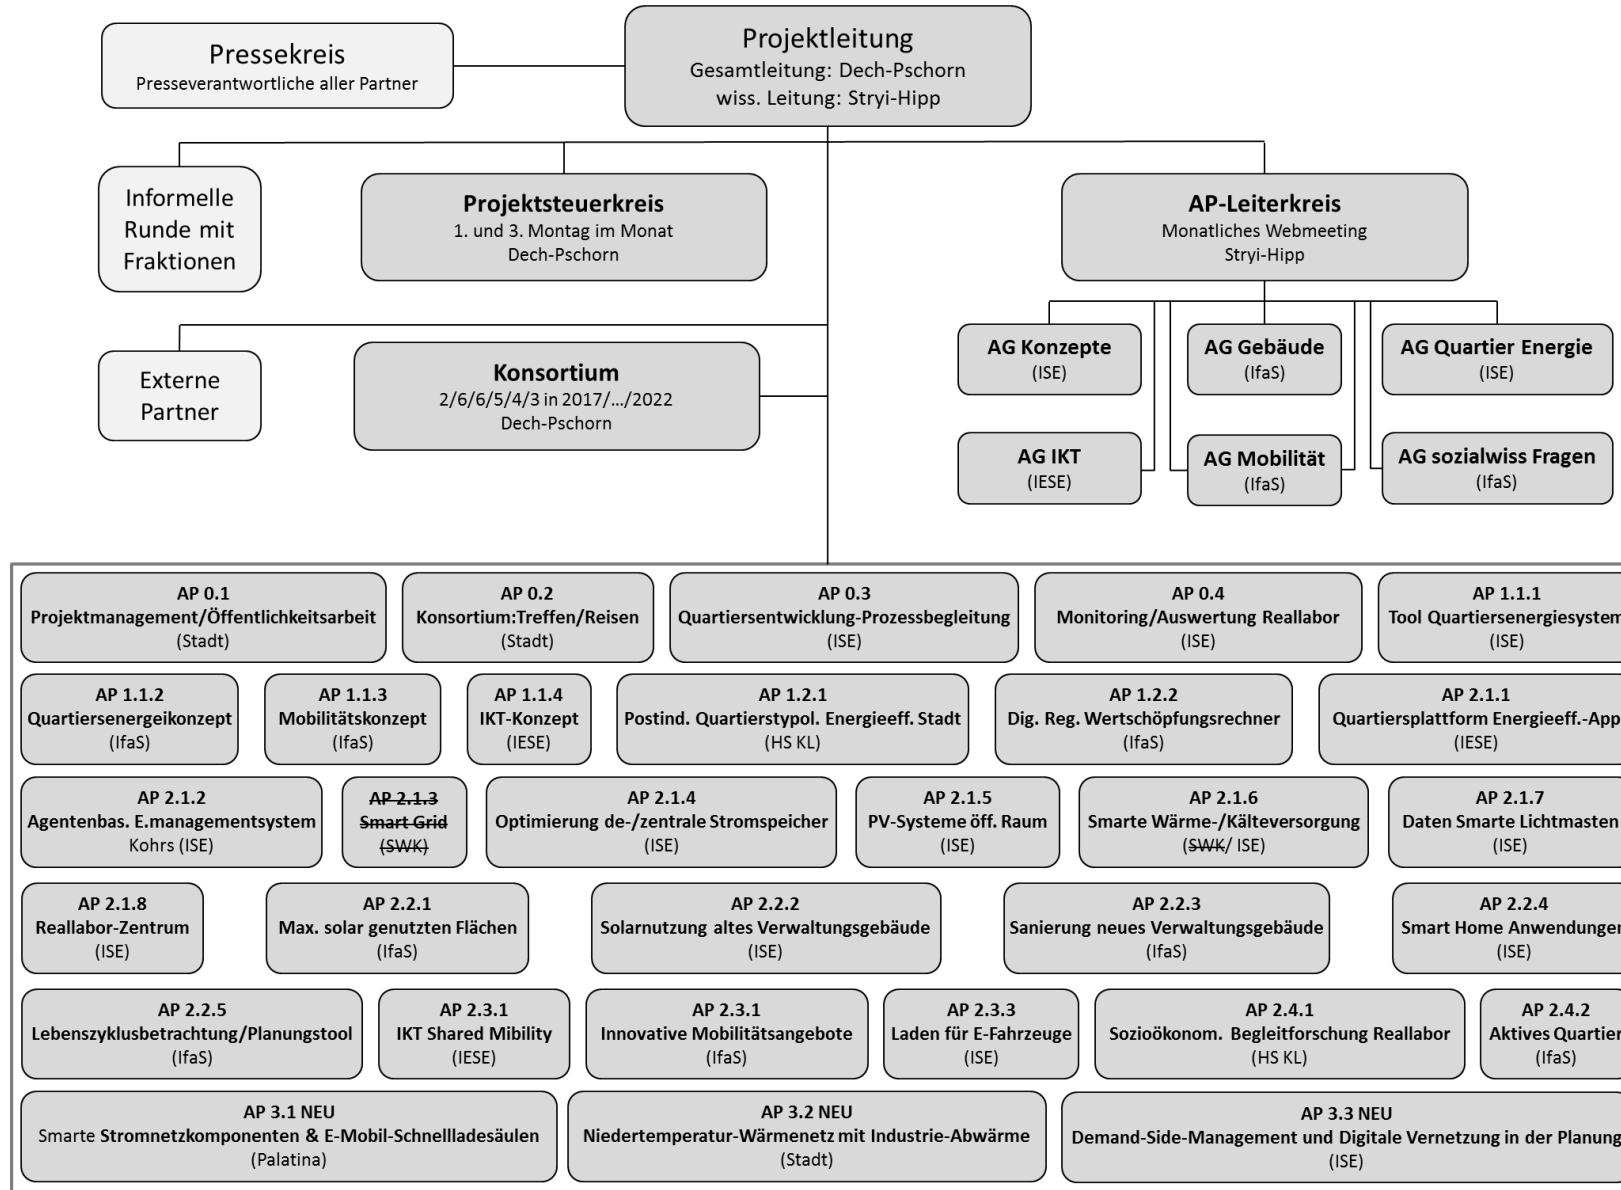 Pressekreis
Presseverantwortliche aller Partner
Projektleitung
Gesamtleitung: Dech-Pschorn
wiss. Leitung: Stryi-Hipp
Informelle
Runde mit
Fraktionen
Projektsteuerkreis
1. und 3. Montag im Monat
Dech-Pschorn
AP-Leiterkreis
Monatliches Webmeeting
Stryi-Hipp
Externe
Partner
Konsortium
2/6/6/5/4/3 in 2017/.../2022
Dech-Pschorn
AG Konzepte
(ISE)
AG Gebäude
(IfaS)
AG Quartier Energie
(ISE)
AG IKT
(IESE)
AG Mobilität
(IfaS)
AG sozialwiss Fragen
(IfaS)
AP 0.1
Projektmanagement/Öffentlichkeitsarbeit
(Stadt)
AP 0.2
Konsortium:Treffen/Reisen
(Stadt)
AP 0.3
Quartiersentwicklung-Prozessbegleitung
(ISE)
AP 0.4
Monitoring/Auswertung Reallabor
(ISE)
AP 1.1.1
Tool Quartiersenergiesystem
(ISE)
AP 1.1.2
Quartiersenergeikonzept
(IfaS)
AP 1.1.3
Mobilitätskonzept
(IfaS)
AP 1.1.4
IKT-Konzept
(IESE)
AP 1.2.1
Postind. Quartierstypol. Energieeff. Stadt
(HS KL)
AP 1.2.2
Dig. Reg. Wertschöpfungsrechner
(IfaS)
AP 2.1.1
Quartiersplattform Energieeff.-App
(IESE)
AP 2.1.2
Agentenbas. E.managementsystem
Kohrs (ISE)
AP 2.1.3
Smart Grid
(SWK)
AP 2.1.4
Optimierung de-/zentrale Stromspeicher
(ISE)
AP 2.1.5
PV-Systeme öff. Raum
(ISE)
AP 2.1.6
Smarte Wärme-/Kälteversorgung
(SWK/ ISE)
AP 2.1.7
Daten Smarte Lichtmasten
(ISE)
AP 2.1.8
Reallabor-Zentrum
(ISE)
AP 2.2.1
Max. solar genutzten Flächen
(IfaS)
AP 2.2.2
Solarnutzung altes Verwaltungsgebäude
(ISE)
AP 2.2.3
Sanierung neues Verwaltungsgebäude
(IfaS)
AP 2.2.4
Smart Home Anwendungen
(ISE)
AP 2.2.5
Lebenszyklusbetrachtung/Planungstool
(IfaS)
AP 2.3.1
IKT Shared Mibility
(IESE)
AP 2.3.1
Innovative Mobilitätsangebote
(IfaS)
AP 2.3.3
Laden für E-Fahrzeuge
(ISE)
AP 2.4.1
Sozioökonom. Begleitforschung Reallabor
(HS KL)
AP 2.4.2
Aktives Quartier
(IfaS)
AP 3.1 NEU
Smarte Stromnetzkomponenten & E-Mobil-Schnellladesäulen
(Palatina)
AP 3.2 NEU
Niedertemperatur-Wärmenetz mit Industrie-Abwärme
(Stadt)
AP 3.3 NEU
Demand-Side-Management und Digitale Vernetzung in der Planung
(ISE)